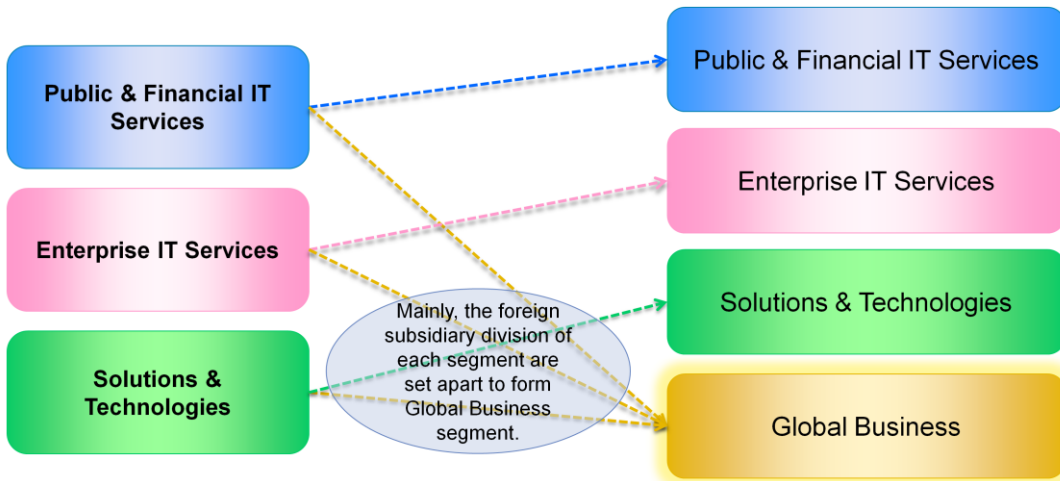 Public & Financial IT
Services
Enterprise IT Services
Solutions &
Technologies
Mainly, the foreign
subsidiary division of
each segment are
set apart to form
Global Business
segment.
Public & Financial IT Services
Enterprise IT Services
Solutions & Technologies
Global Business